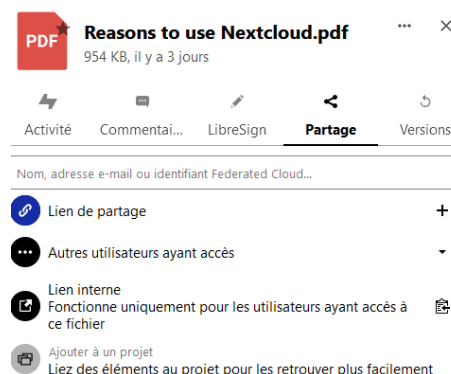 PDF
Reasons to use Nextcloud.pdf
954 KB, il y a 3 jours
Activité Commentai... LibreSign Partage Versions
Nom, adresse e-mail ou identifiant Federated Cloud...
Lien de partage
Autres utilisateurs ayant accès
Lien interne
Fonctionne uniquement pour les utilisateurs ayant accès à
ce fichier
Ajouter à un projet
Liez des éléments au projet pour les retrouver plus facilement